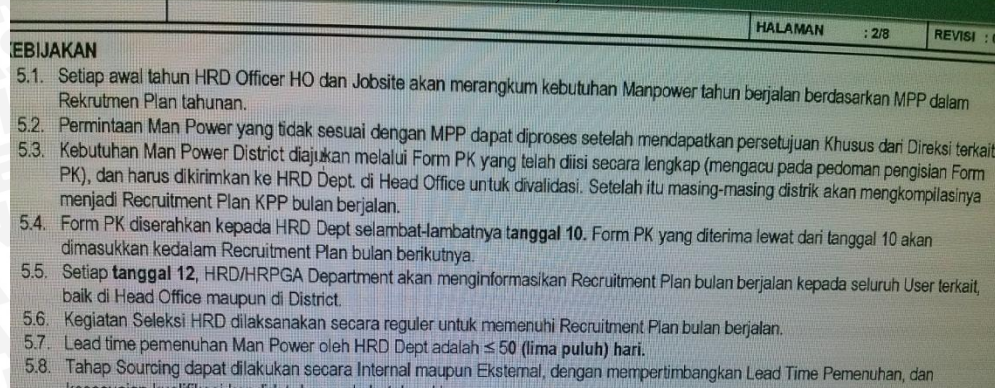 HALAMAN : 2/8 REVISI :
EBIJAKAN
5.1. Setiap awal tahun HRD Officer HO dan Jobsite akan merangkum kebutuhan Manpower tahun berjalan berdasarkan MPP dalam
Rekrutmen Plan tahunan.
5.2. Permintaan Man Power yang tidak sesuai dengan MPP dapat diproses setelah mendapatkan persetujuan Khusus dari Direksi terkait
5.3. Kebutuhan Man Power District diajukan melalui Form PK yang telah diisi secara lengkap (mengacu pada pedoman pengisian Form
PK), dan harus dikirimkan ke HRD Dept. di Head Office untuk divalidasi. Setelah itu masing-masing distrik akan mengkompilasinya
menjadi Recruitment Plan KPP bulan berjalan.
5.4. Form PK diserahkan kepada HRD Dept selambat-lambatnya tanggal 10. Form PK yang diterima lewat dari tanggal 10 akan
dimasukkan kedalam Recruitment Plan bulan berikutnya.
5.5. Setiap tanggal 12, HRD/HRPGA Department akan menginformasikan Recruitment Plan bulan berjalan kepada seluruh User terkait,
baik di Head Office maupun di District.
5.6. Kegiatan Seleksi HRD dilaksanakan secara reguler untuk memenuhi Recruitment Plan bulan berjalan.
5.7. Lead time pemenuhan Man Power oleh HRD Dept adalah ≤ 50 (lima puluh) hari.
5.8. Tahap Sourcing dapat dilakukan secara Internal maupun Eksternal, dengan mempertimbangkan Lead Time Pemenuhan, dan